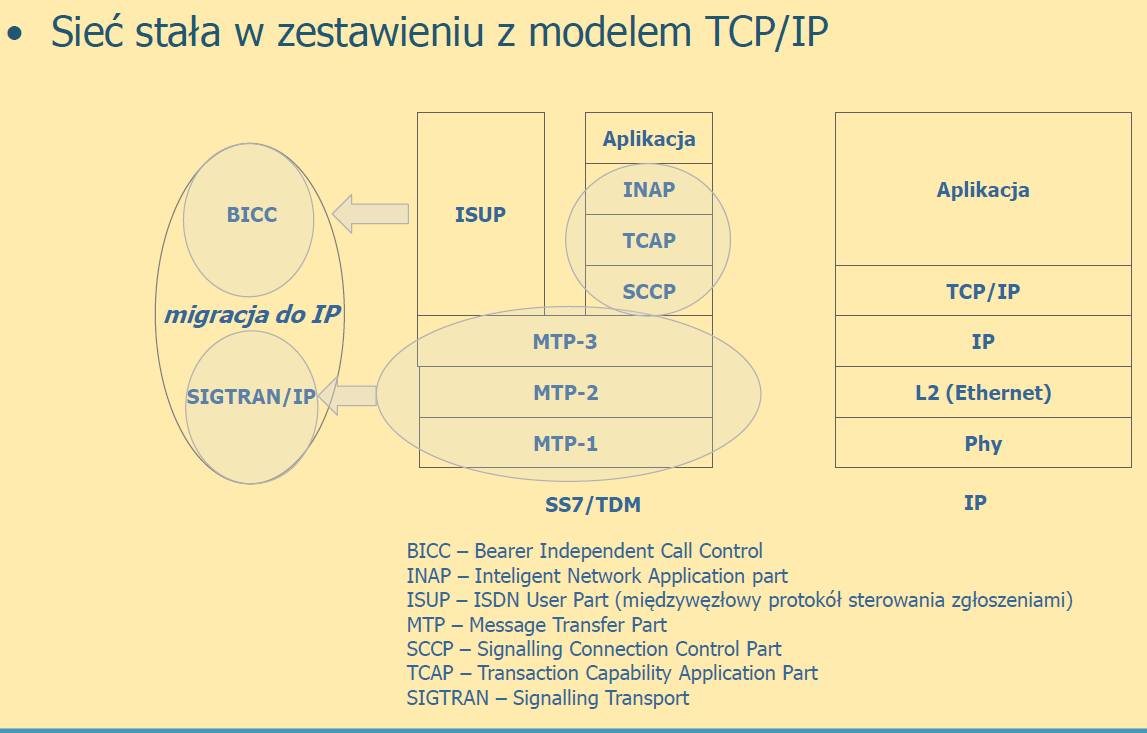 • Sieć stała w zestawieniu z modelem TCP/IP
BICC
migracja do IP
SIGTRAN/IP
ISUP
Aplikacja
INAP
TCAP
SCCP
MTP-3
MTP-2
MTP-1
SS7/TDM
Aplikacja
TCP/IP
IP
L2 (Ethernet)
Phy
IP
BICC – Bearer Independent Call Control
INAP – Inteligent Network Application part
ISUP – ISDN User Part (międzywęzłowy protokół sterowania zgłoszeniami)
MTP – Message Transfer Part
SCCP – Signalling Connection Control Part
TCAP – Transaction Capability Application Part
SIGTRAN – Signalling Transport